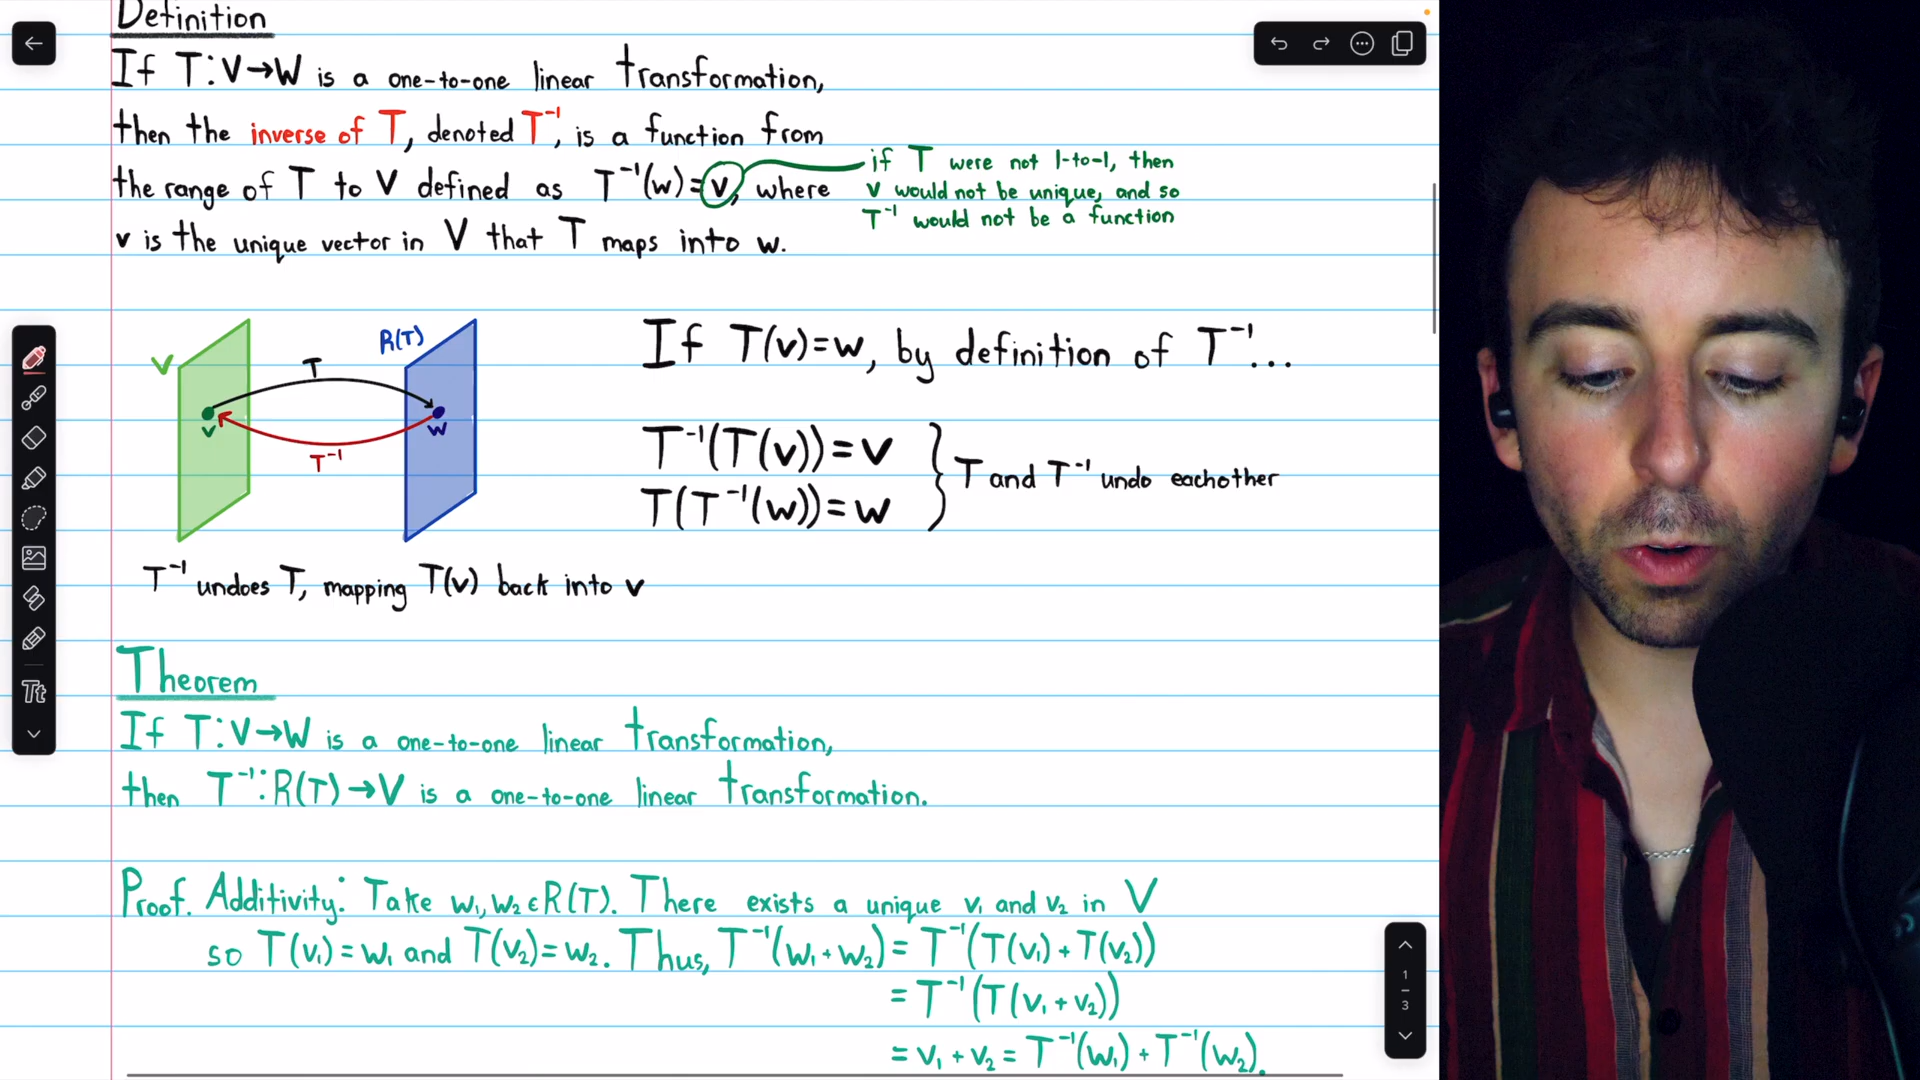 Definition
If T:V→W is a one-to-one linear transformation,
then the inverse of T, denoted T⁻¹, is a function from
the range of T to V defined as T⁻¹(w)=v, where
v is the unique vector in V that T maps into w.
if T were not 1-to-1, then
v would not be unique, and so
T⁻¹ would not be a function
V
T
R(T)
v
w
T⁻¹
T⁻¹ undoes T, mapping T(v) back into v
If T(v)=w, by definition of T⁻¹...
T⁻¹(T(v))=v
T(T⁻¹(w))=w
T and T⁻¹ undo eachother
Theorem
If T:V→W is a one-to-one linear transformation,
then T⁻¹:R(T)→V is a one-to-one linear transformation.
Proof. Additivity: Take w₁,w₂∈R(T). There exists a unique v₁ and v₂ in V
so T(v₁)=w₁ and T(v₂)=w₂. Thus, T⁻¹(w₁+w₂)=T⁻¹(T(v₁)+T(v₂))
=T⁻¹(T(v₁+v₂))
=v₁+v₂=T⁻¹(w₁)+T⁻¹(w₂).
Tt
1
3